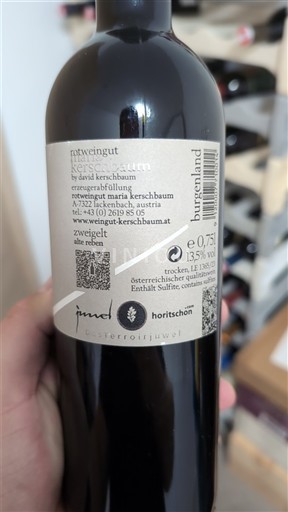 rotweingut
maria
kerschbaum
by david kerschbaum
erzeugerabfüllung
rotweingut maria kerschbaum
A-7322 lackenbach, austria
tel. +43 (0) 2619 85 05
www.weingut-kerschbaum.at
zweigelt
alte reben
burgenland
e 0,75l
13,5% vol
trocken,
österreichischer qualitätswein
Enthält Sulfite, contains sulfites
horitschon